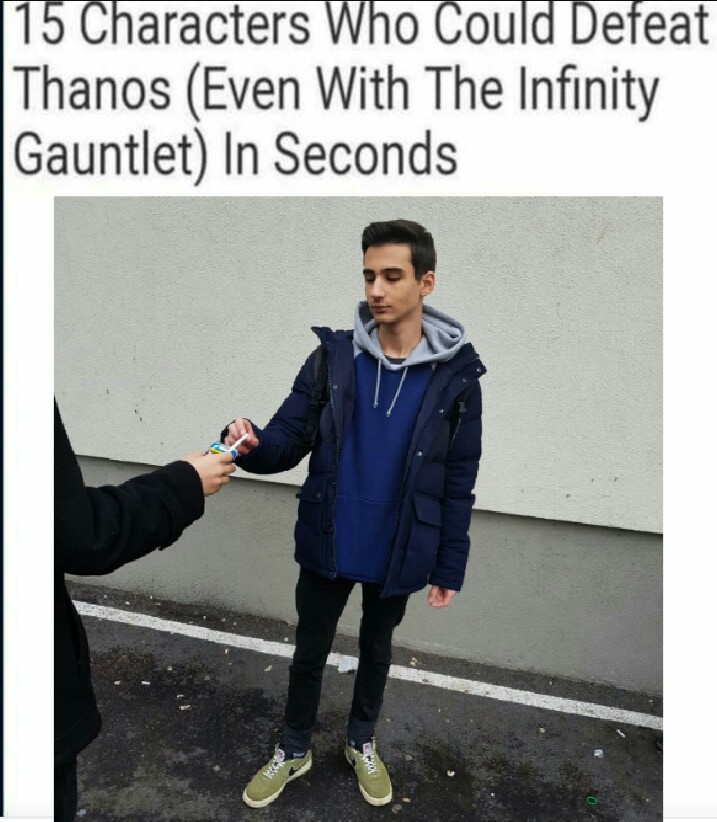 15 Characters Who Could Defeat
Thanos (Even With The Infinity
Gauntlet) In Seconds